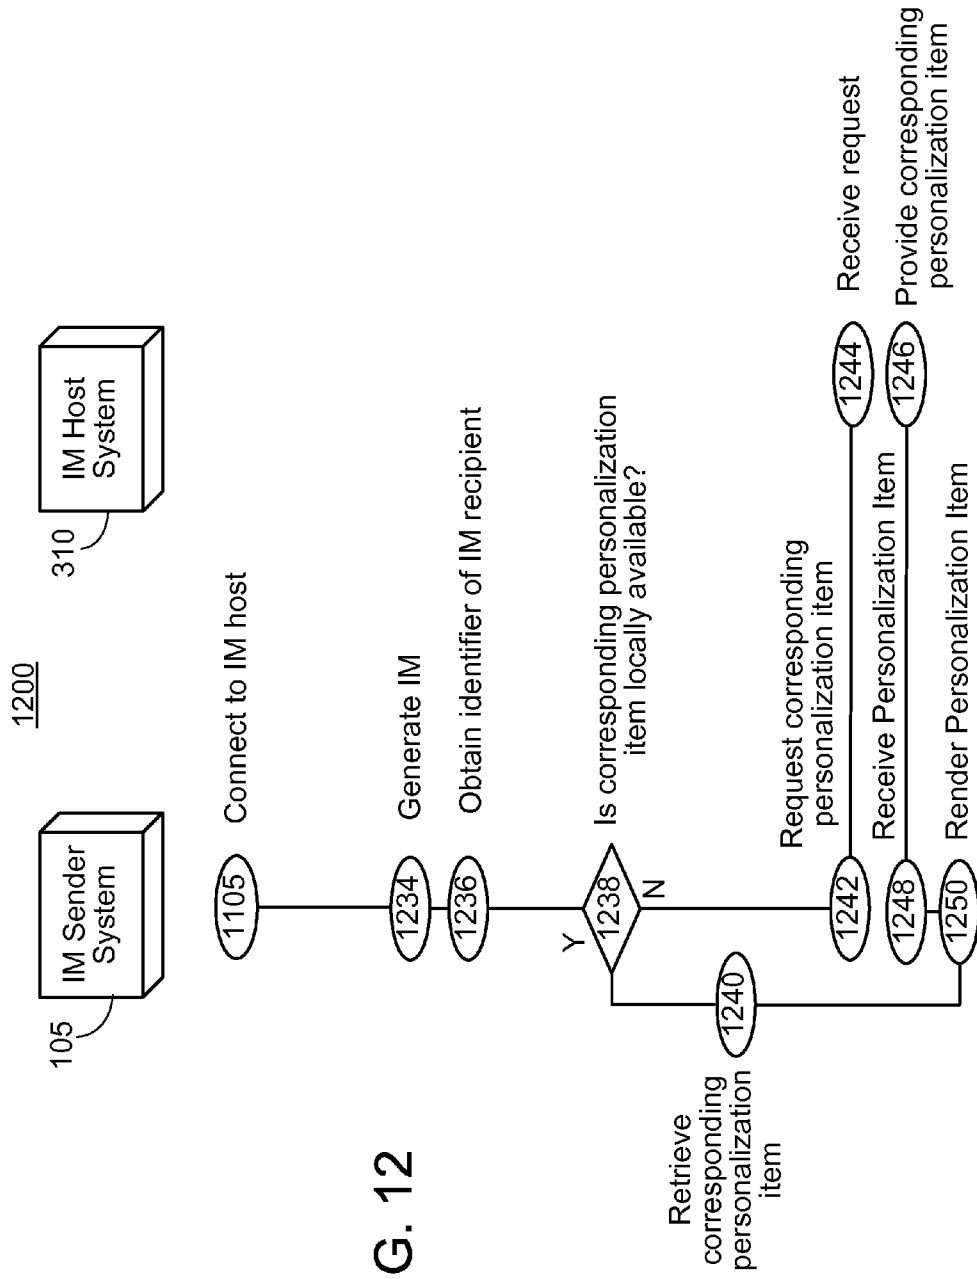 1200
IM Sender
System
105
IM Host
System
310
1105
Connect to IM host
1234
Generate IM
1236
Obtain identifier of IM recipient
1238
Is corresponding personalization
item locally available?
Y
N
1240
Retrieve
corresponding
personalization
item
Request corresponding
personalization item
1242
1244
Receive request
Receive Personalization Item
1248
1246
Provide corresponding
personalization item
1250
Render Personalization Item
G. 12